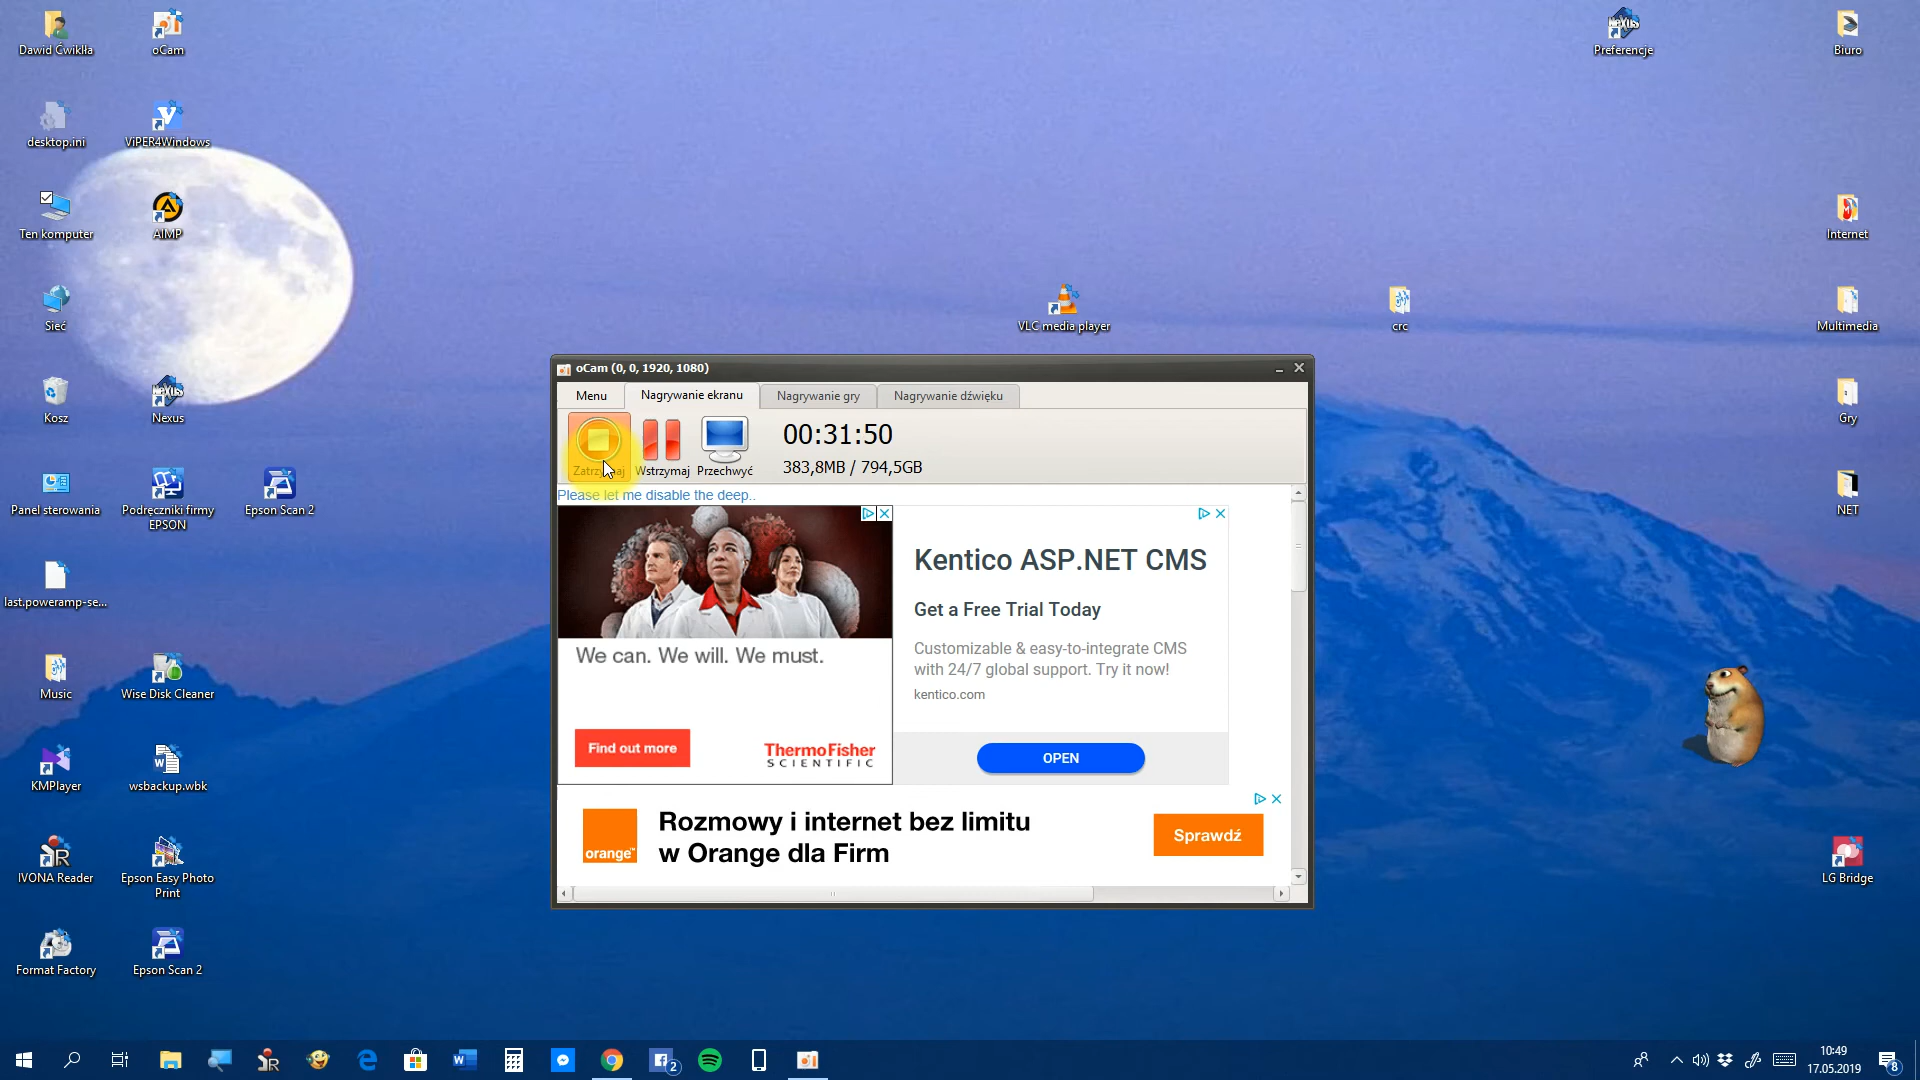 Dawid Ćwikłła
oCam
Preferencje
Biuro
desktop.ini
ViPER4Windows
Ten komputer
AIMP
Internet
Sieć
VLC media player
crc
Multimedia
Kosz
Nexus
Gry
Panel sterowania
Podręczniki firmy
EPSON
Epson Scan 2
NET
last.poweramp-se...
Music
Wise Disk Cleaner
KMPlayer
wsbackup.wbk
IVONA Reader
Epson Easy Photo
Print
LG Bridge
Format Factory
Epson Scan 2
oCam (0, 0, 1920, 1080)
Menu
Nagrywanie ekranu
Nagrywanie gry
Nagrywanie dźwięku
Zatrzymaj
Wstrzymaj
Przechwyć
00:31:50
383,8MB / 794,5GB
Please let me disable the deep..
We can. We will. We must.
Find out more
ThermoFisher
SCIENTIFIC
Kentico ASP.NET CMS
Get a Free Trial Today
Customizable & easy-to-integrate CMS
with 24/7 global support. Try it now!
kentico.com
OPEN
orange™
Rozmowy i internet bez limitu
w Orange dla Firm
Sprawdź
2
10:49
17.05.2019
8